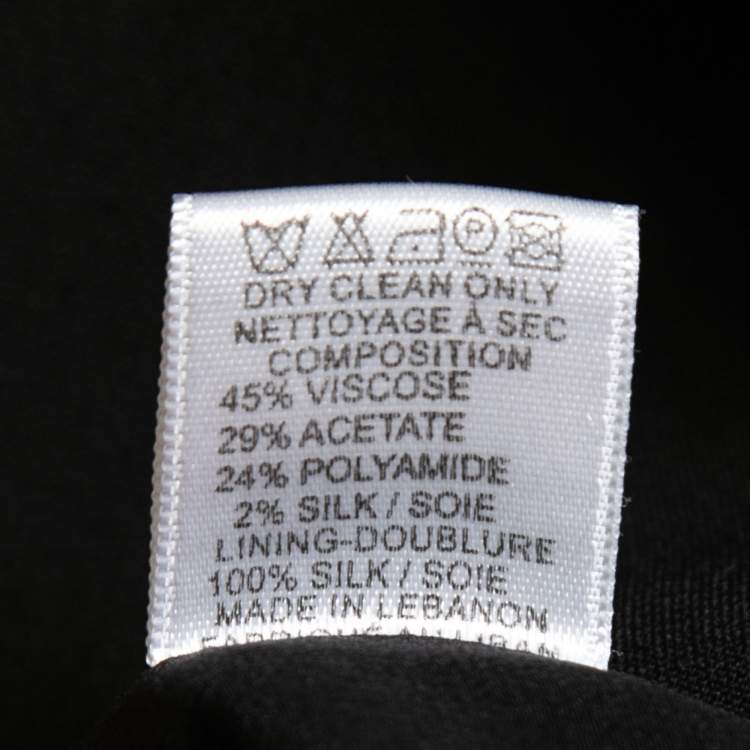 P
DRY CLEAN ONLY
NETTOYAGE À SEC
COMPOSITION
45% VISCOSE
29% ACETATE
24% POLYAMIDE
2% SILK / SOIE
LINING-DOUBLURE
100% SILK / SOIE
MADE IN LEBANON